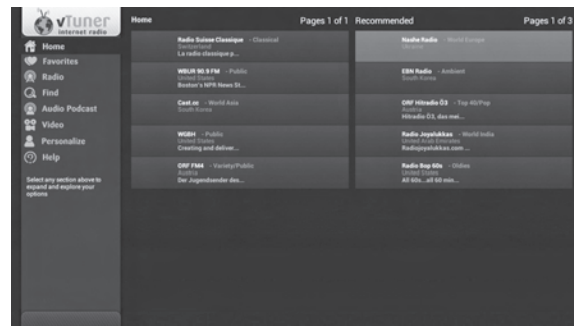 vTuner
internet radio
Home
Favorites
Radio
Find
Audio Podcast
Video
Personalize
Help
Select any section above to
expand and explore your
options
Home Pages 1 of 1
Radio Suisse Classique - Classical
Switzerland
La radio classique p...
WBUR 90.9 FM - Public
United States
Boston's NPR News St...
Cast.cc - World Asia
South Korea
WGBH - Public
United States
Creating and deliver...
ORF FM4 - Variety/Public
Austria
Der Jugendsender des...
Recommended Pages 1 of 3
Nashe Radio - World Europe
Ukraine
EBN Radio - Ambient
South Korea
ORF Hitradio Ö3 - Top 40/Pop
Austria
Hitradio Ö3, das mei...
Radio Joyalukkas - World India
United Arab Emirates
Radiojoyalukkas.com ...
Radio Bop 60s - Oldies
United States
All 60s...all 60 min...